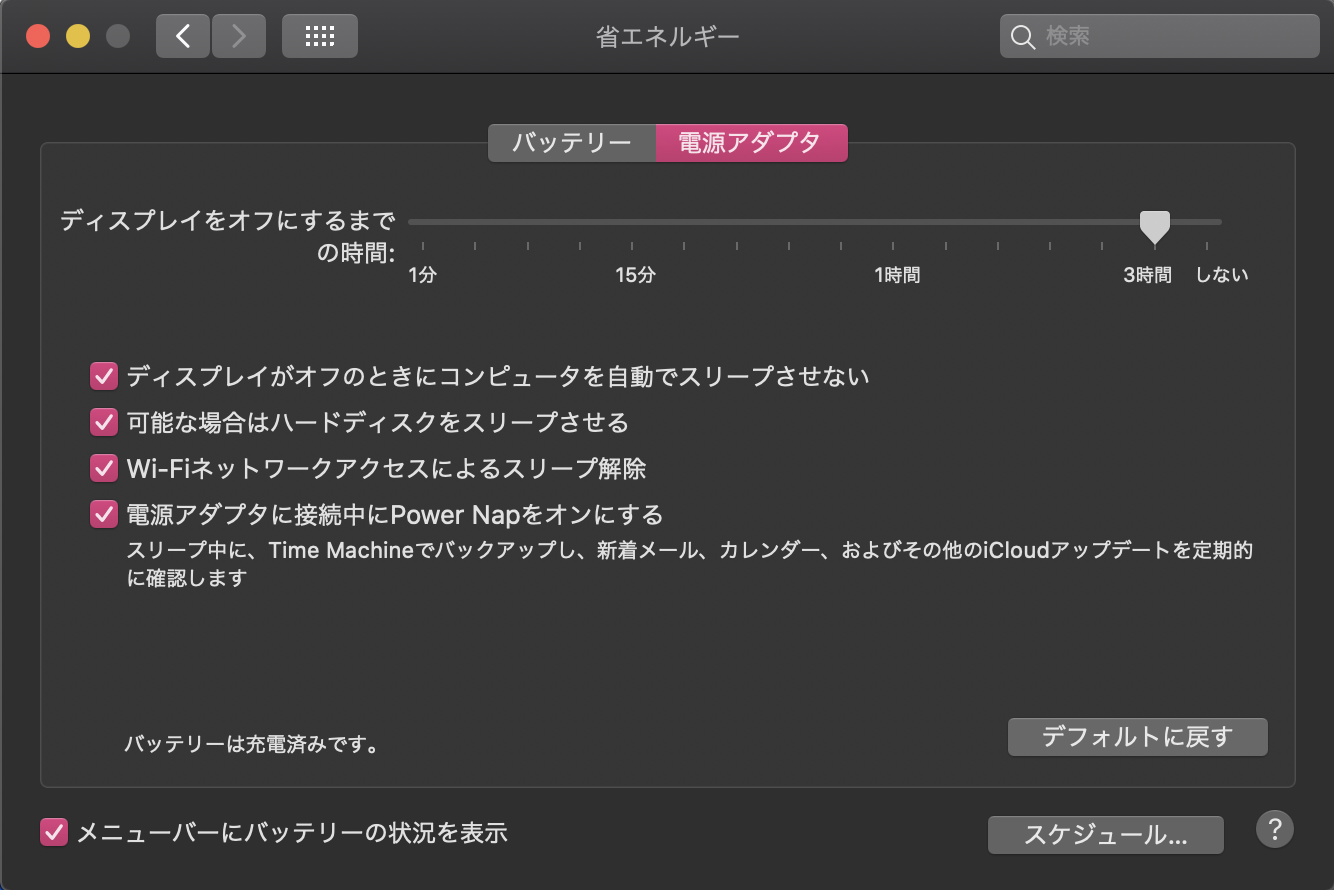 省エネルギー
検索
バッテリー
電源アダプタ
ディスプレイをオフにするまで
の時間:
1分
15分
1時間
3時間
しない
ディスプレイがオフのときにコンピュータを自動でスリープさせない
可能な場合はハードディスクをスリープさせる
Wi-Fiネットワークアクセスによるスリープ解除
電源アダプタに接続中にPower Napをオンにする
スリープ中に、Time Machineでバックアップし、新着メール、カレンダー、およびその他のiCloudアップデートを定期的
に確認します
バッテリーは充電済みです。
デフォルトに戻す
メニューバーにバッテリーの状況を表示
スケジュール...
?